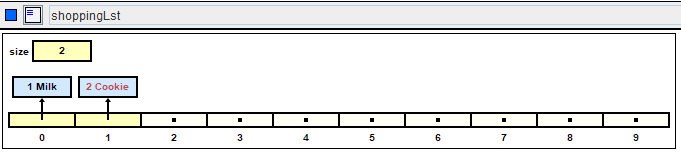 shoppingLst
size 2
1 Milk 2 Cookie
0 1 2 3 4 5 6 7 8 9